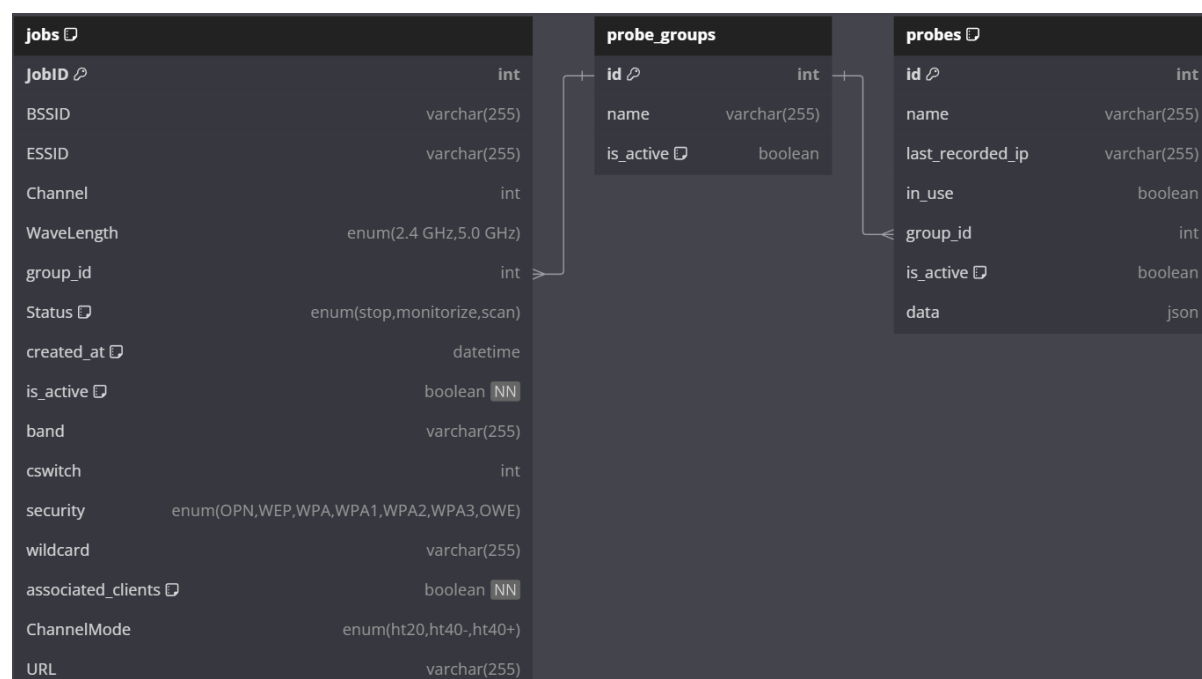 jobs
JobID int
BSSID varchar(255)
ESSID varchar(255)
Channel int
WaveLength enum(2.4 GHz,5.0 GHz)
group_id int
Status enum(stop,monitorize,scan)
created_at datetime
is_active boolean NN
band varchar(255)
cswitch int
security enum(OPN,WEP,WPA,WPA1,WPA2,WPA3,OWE)
wildcard varchar(255)
associated_clients boolean NN
ChannelMode enum(ht20,ht40-,ht40+)
URL varchar(255)
probe_groups
id int
name varchar(255)
is_active boolean
probes
id int
name varchar(255)
last_recorded_ip varchar(255)
in_use boolean
group_id int
is_active boolean
data json